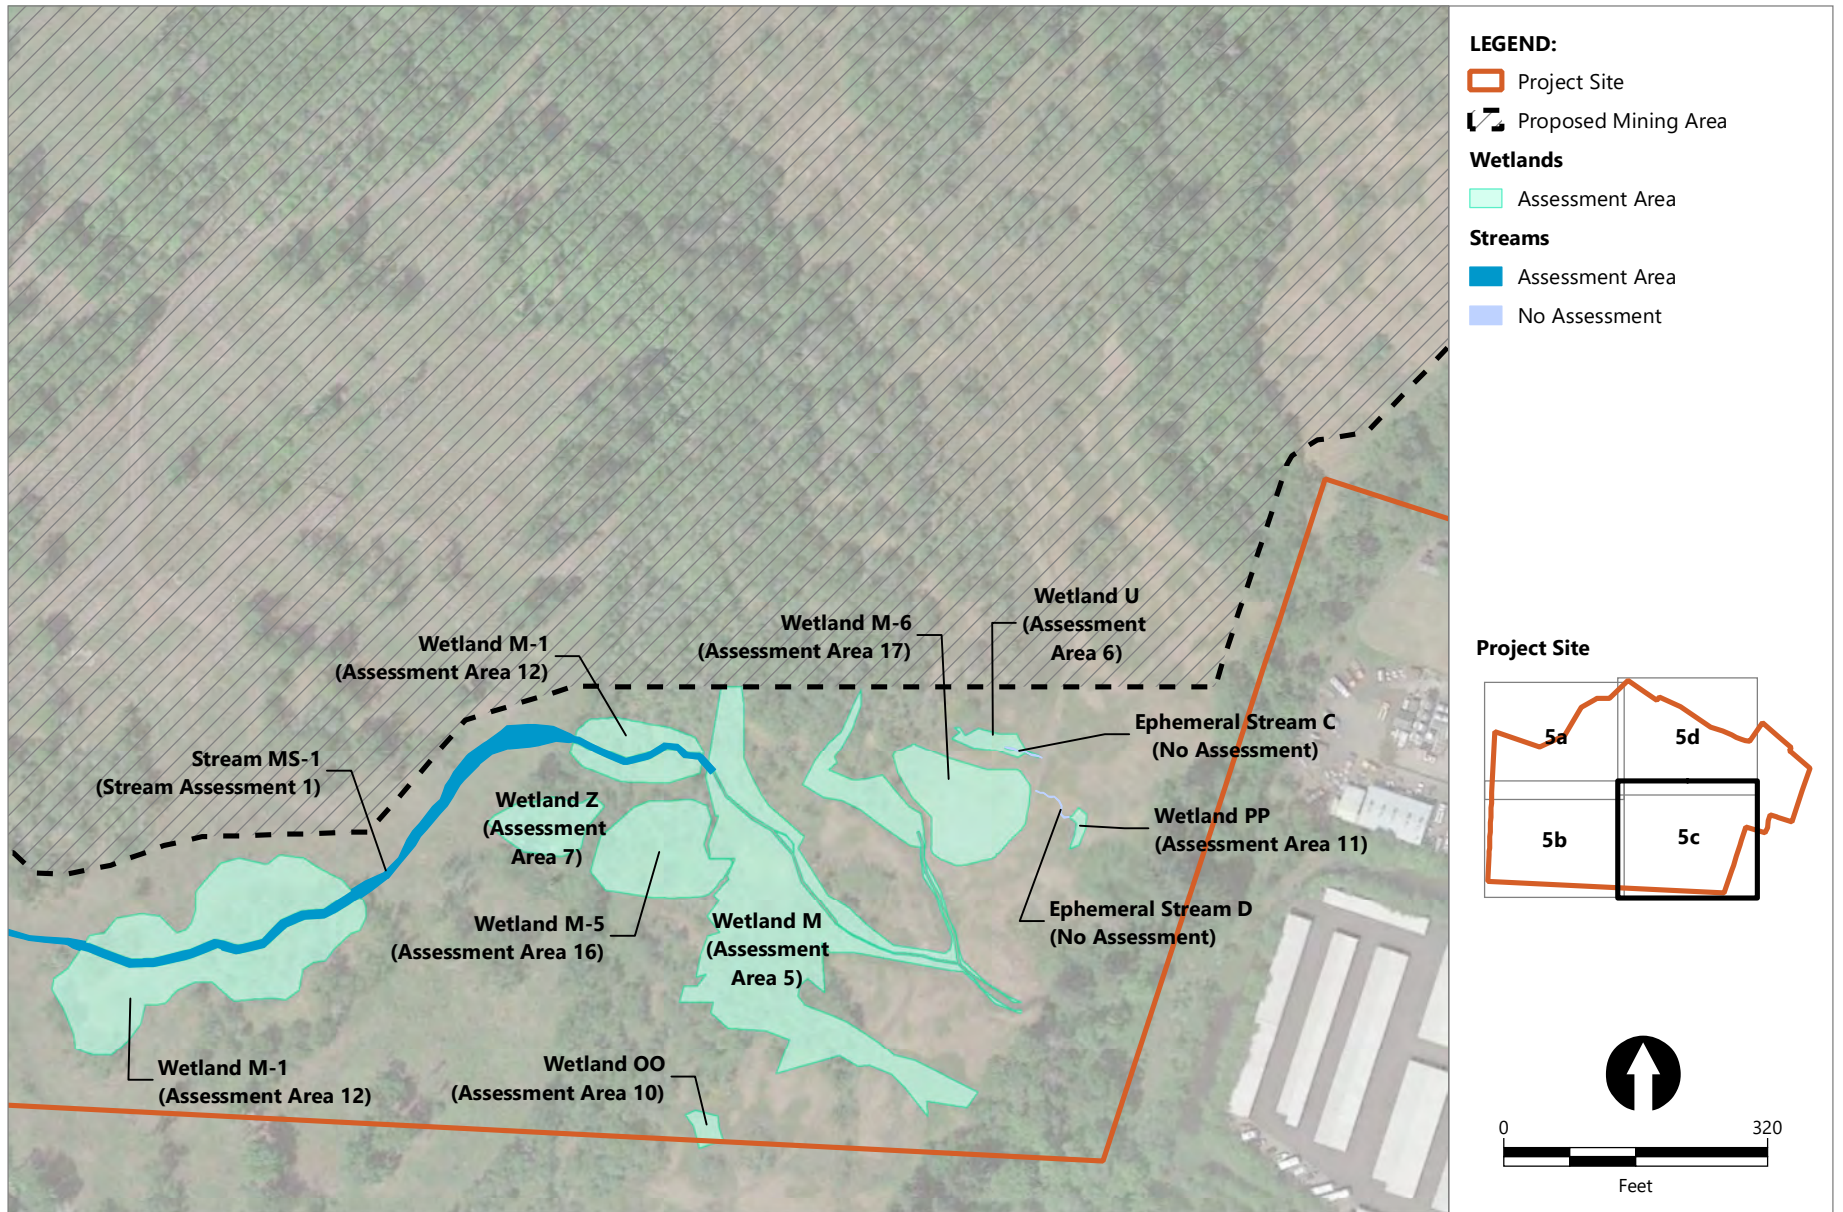 LEGEND:
Project Site
Proposed Mining Area
Wetlands
Assessment Area
Streams
Assessment Area
No Assessment
Wetland U
(Assessment
Area 6)
Wetland M-6
(Assessment Area 17)
Wetland M-1
(Assessment Area 12)
Ephemeral Stream C
(No Assessment)
Stream MS-1
(Stream Assessment 1)
Wetland Z
(Assessment
Area 7)
Wetland PP
(Assessment Area 11)
Wetland M-5
(Assessment Area 16)
Wetland M
(Assessment
Area 5)
Ephemeral Stream D
(No Assessment)
Wetland OO
(Assessment Area 10)
Wetland M-1
(Assessment Area 12)
Project Site
5a
5d
5b
5c
0
320
Feet